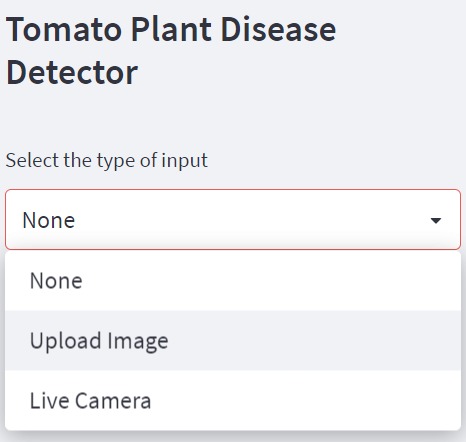 Tomato Plant Disease
Detector
Select the type of input
None
None
Upload Image
Live Camera